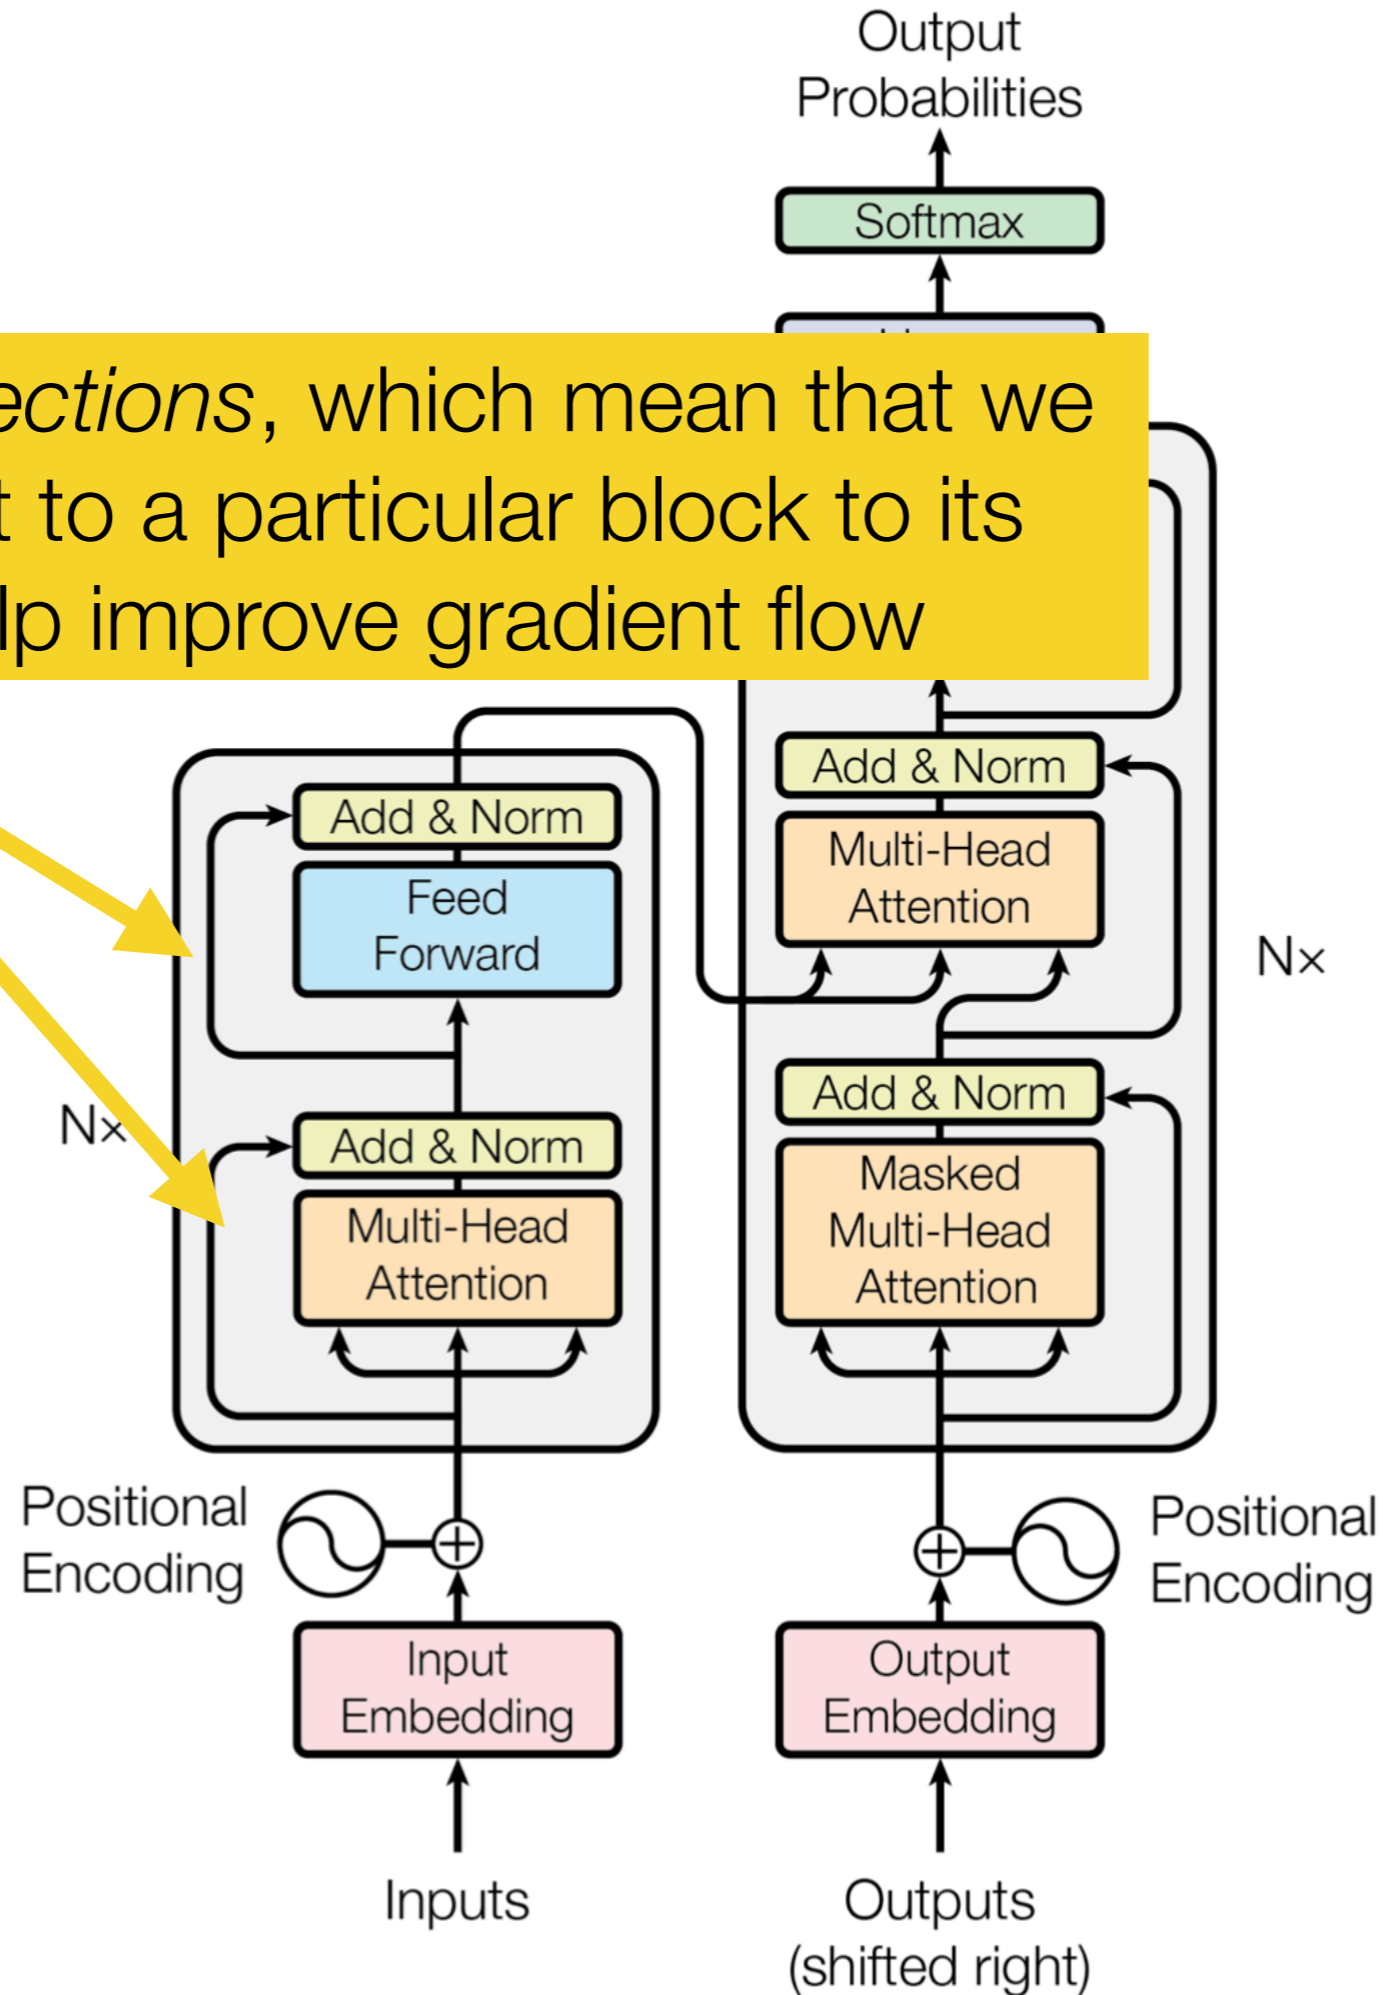 Output
Probabilities
Softmax
ections, which mean that we
t to a particular block to its
lp improve gradient flow
Add & Norm
Multi-Head
Attention
Add & Norm
Feed
Forward
N×
N×
Add & Norm
Masked
Multi-Head
Attention
Add & Norm
Multi-Head
Attention
Positional
Encoding
Positional
Encoding
Input
Embedding
Output
Embedding
Inputs
Outputs
(shifted right)